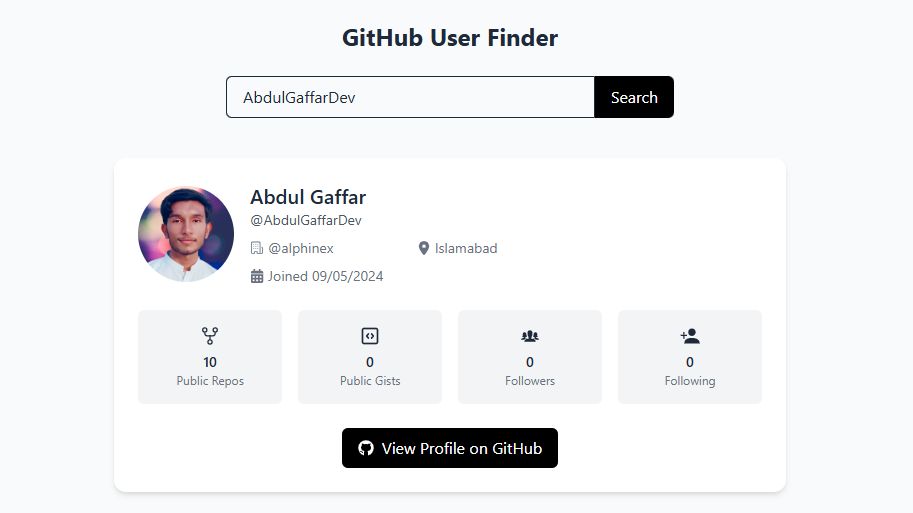 GitHub User Finder
AbdulGaffarDev Search
Abdul Gaffar
@AbdulGaffarDev
@alphinex Islamabad
Joined 09/05/2024
10 0 0 0
Public Repos Public Gists Followers Following
View Profile on GitHub